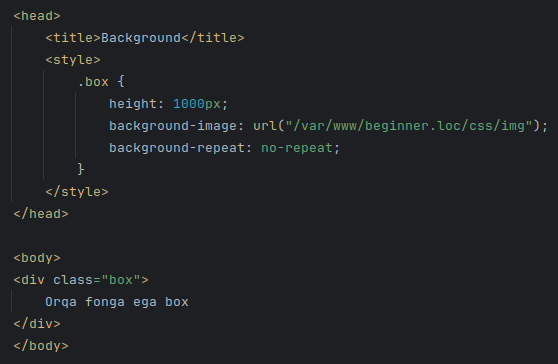 <head>
    <title>Background</title>
    <style>
        .box {
            height: 1000px;
            background-image: url("/var/www/beginner.loc/css/img");
            background-repeat: no-repeat;
        }
    </style>
</head>

<body>
<div class="box">
    Orqa fonga ega box
</div>
</body>